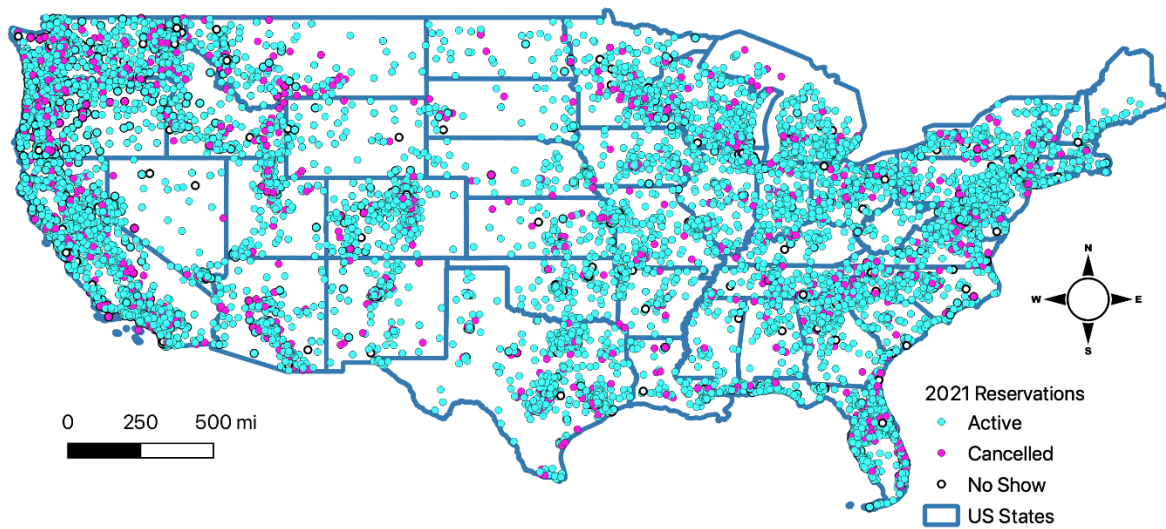 N
W E
S
0 250 500 mi
2021 Reservations
Active
Cancelled
No Show
US States